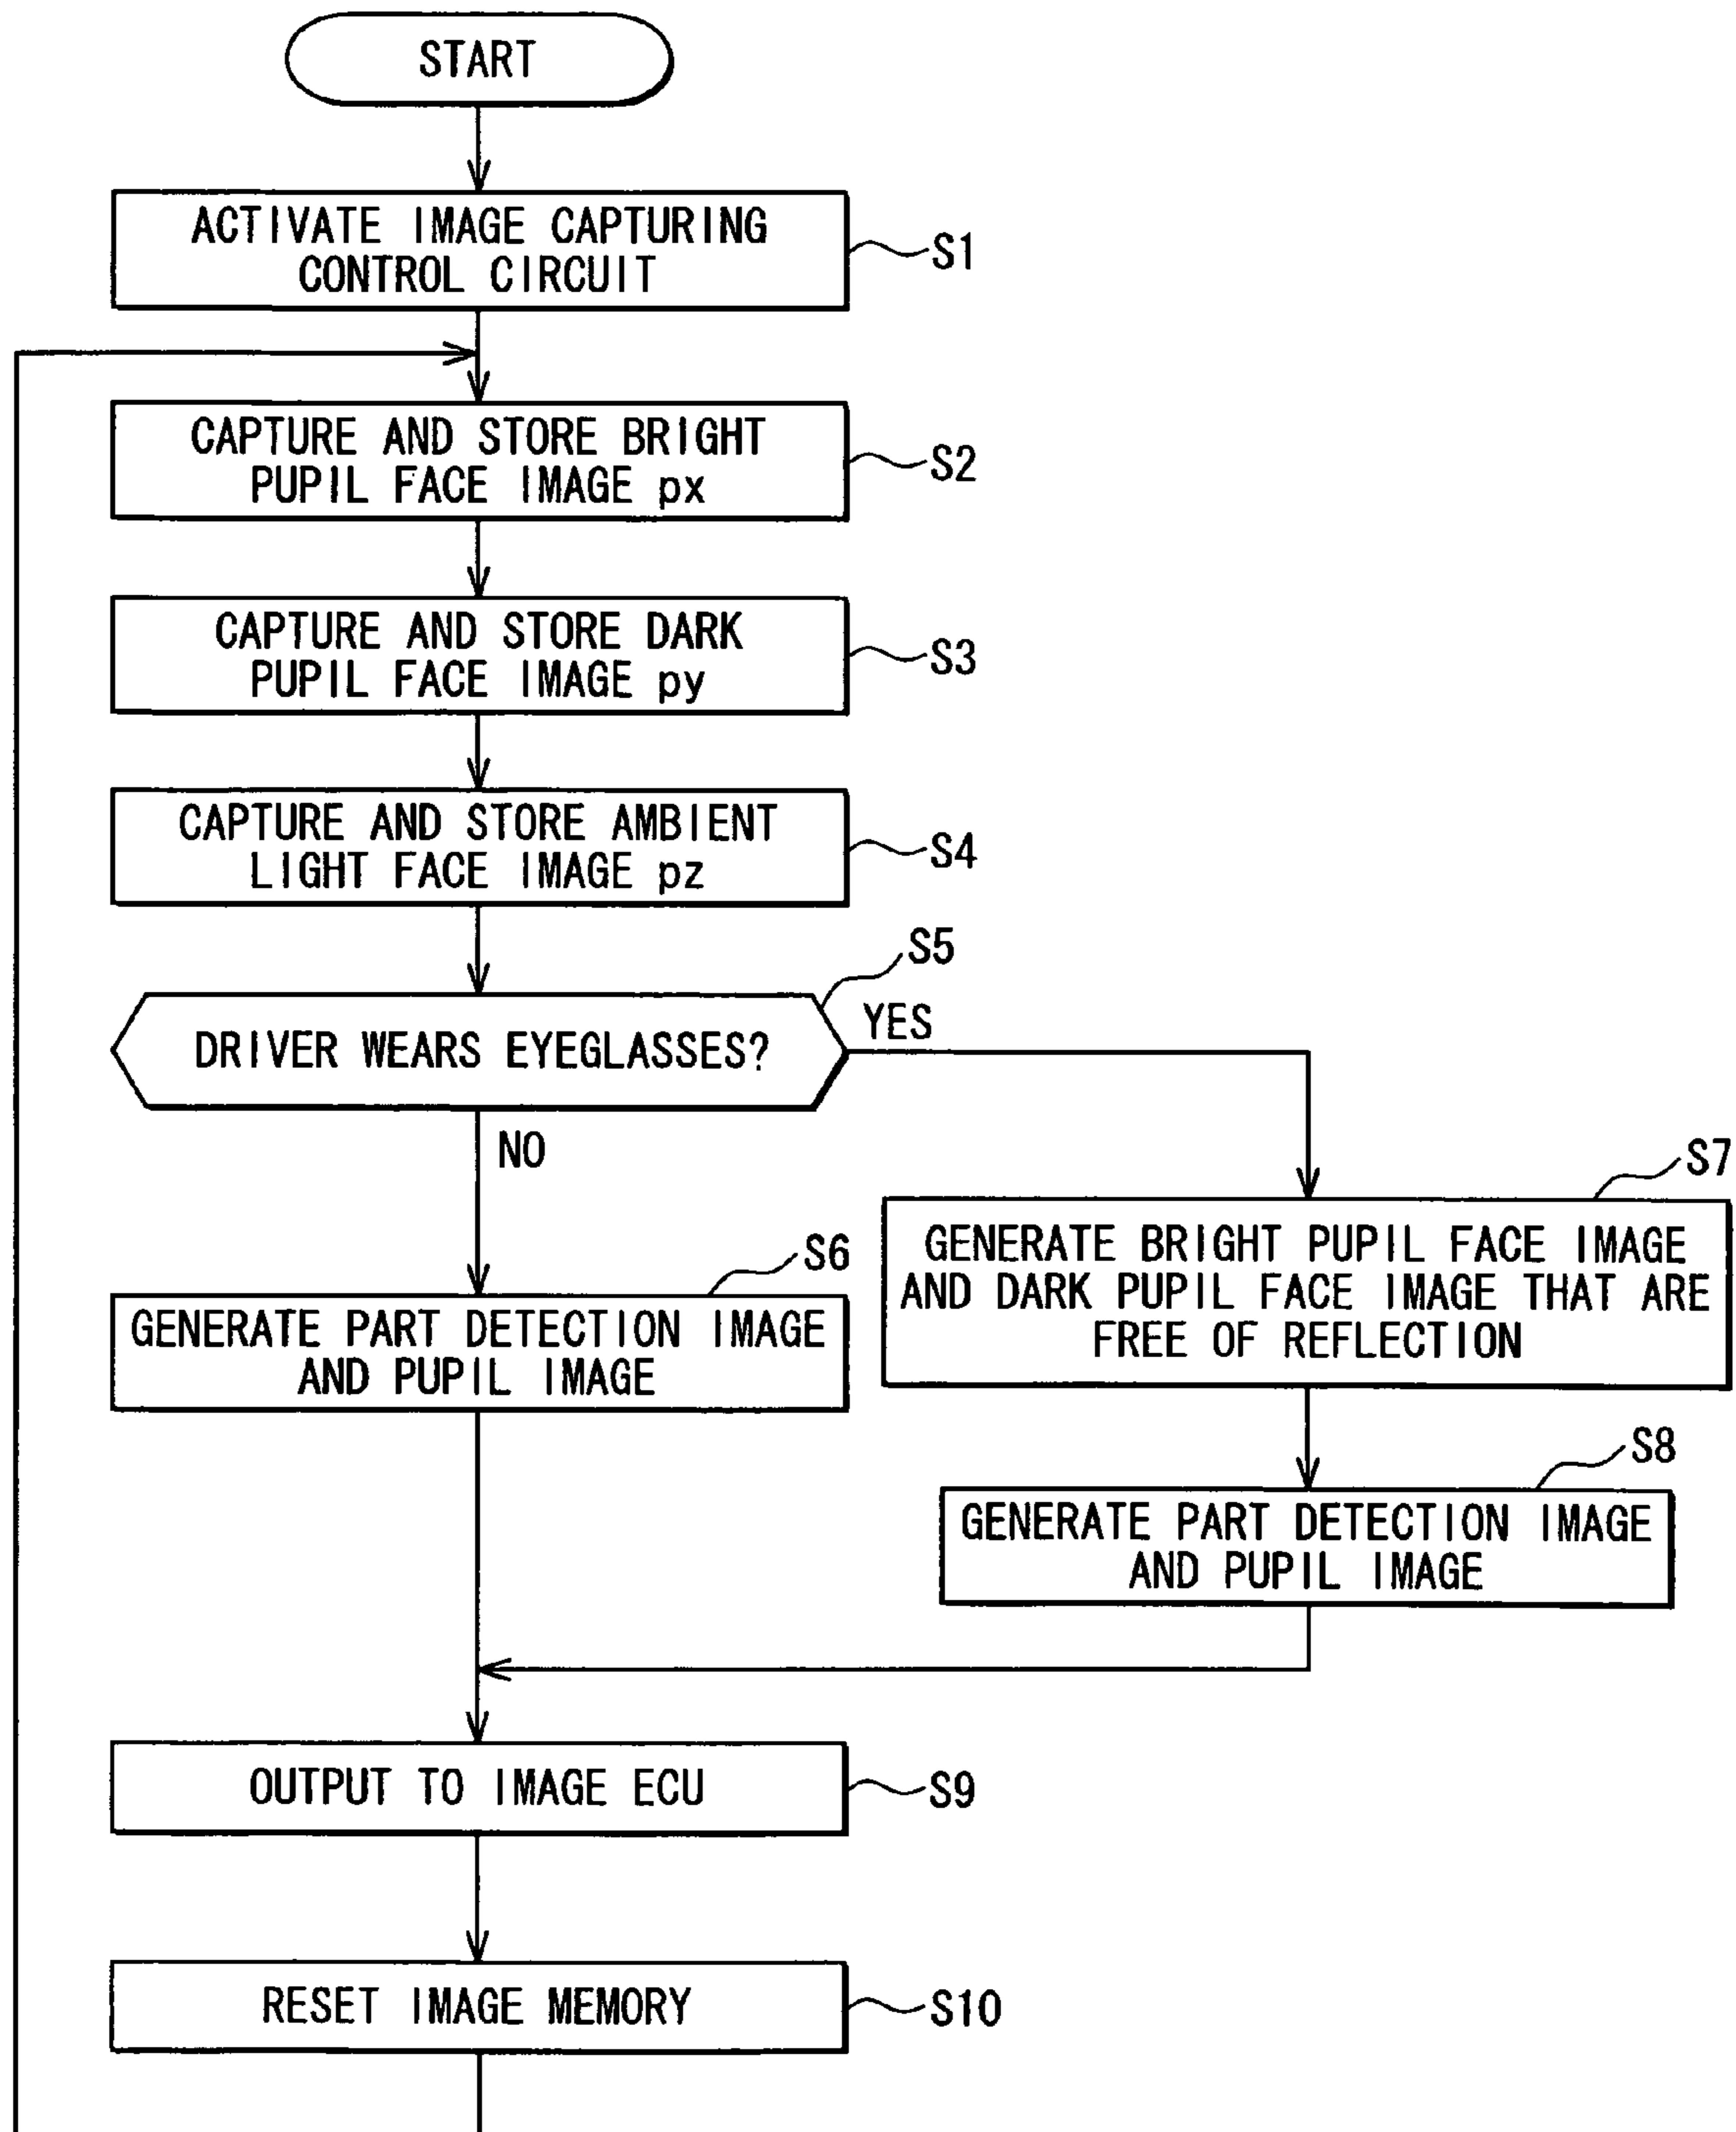 START
ACTIVATE IMAGE CAPTURING
CONTROL CIRCUIT
S1
CAPTURE AND STORE BRIGHT
PUPIL FACE IMAGE px
S2
CAPTURE AND STORE DARK
PUPIL FACE IMAGE py
S3
CAPTURE AND STORE AMBIENT
LIGHT FACE IMAGE pz
S4
S5
DRIVER WEARS EYEGLASSES?
YES
NO
S6
GENERATE PART DETECTION IMAGE
AND PUPIL IMAGE
S7
GENERATE BRIGHT PUPIL FACE IMAGE
AND DARK PUPIL FACE IMAGE THAT ARE
FREE OF REFLECTION
S8
GENERATE PART DETECTION IMAGE
AND PUPIL IMAGE
OUTPUT TO IMAGE ECU
S9
RESET IMAGE MEMORY
S10